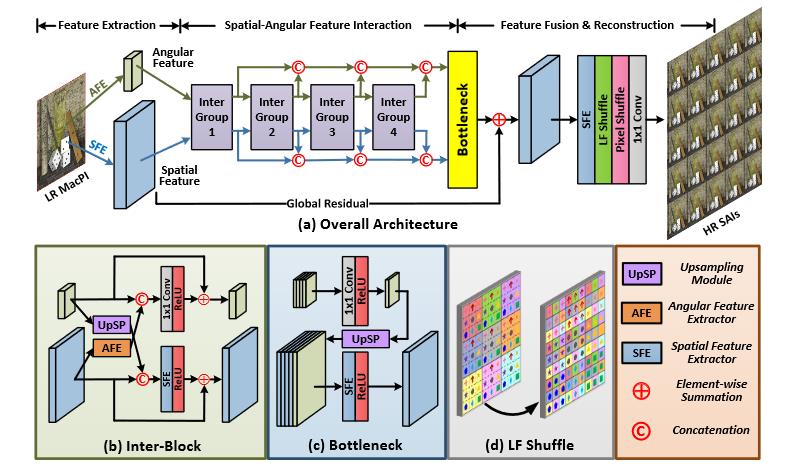 Feature Extraction
Spatial-Angular Feature Interaction
Feature Fusion & Reconstruction
Angular
Feature
AFE
SFE
LR MacPI
Spatial
Feature
Inter
Group
1
Inter
Group
2
Inter
Group
3
Inter
Group
4
C
C
C
C
C
C
Bottleneck
SFE
LF Shuffle
Pixel Shuffle
1x1 Conv
HR SAIs
Global Residual
(a) Overall Architecture
UpSP
AFE
C
C
1x1 Conv
ReLU
SFE
ReLU
(b) Inter-Block
1x1 Conv
ReLU
UpSP
SFE
ReLU
(c) Bottleneck
(d) LF Shuffle
UpSP
Upsampling
Module
AFE
Angular Feature
Extractor
SFE
Spatial Feature
Extractor
Element-wise
Summation
C
Concatenation